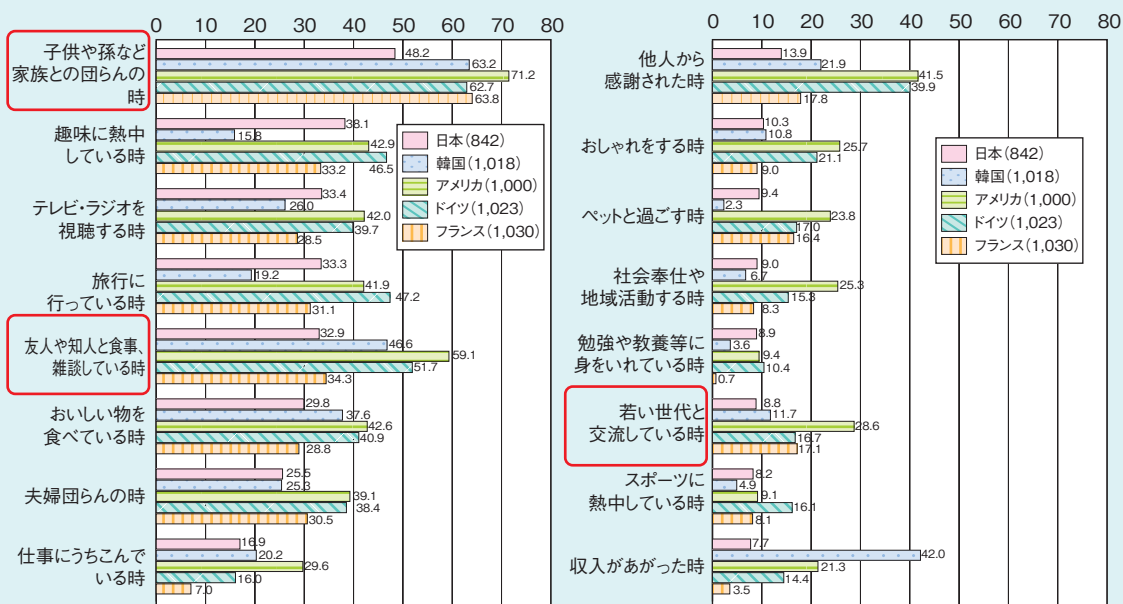 0 10 20 30 40 50 60 70 80
子供や孫など
家族との団らんの
時
48.2
63.2
71.2
62.7
63.8
趣味に熱中
している時
38.1
15.8
42.9
46.5
33.2
テレビ・ラジオを
視聴する時
33.4
26.0
42.0
39.7
28.5
旅行に
行っている時
33.3
19.2
41.9
47.2
31.1
友人や知人と食事、
雑談している時
32.9
46.6
59.1
51.7
34.3
おいしい物を
食べている時
29.8
37.6
42.6
40.9
28.8
夫婦団らんの時
25.5
25.3
39.1
38.4
30.5
仕事にうちこんで
いる時
16.9
20.2
29.6
16.0
7.0
日本(842)
韓国(1,018)
アメリカ(1,000)
ドイツ(1,023)
フランス(1,030)
0 10 20 30 40 50 60 70 80
他人から
感謝された時
13.9
21.9
41.5
39.9
17.8
おしゃれをする時
10.3
10.8
25.7
21.1
9.0
ペットと過ごす時
9.4
2.3
23.8
17.0
16.4
社会奉仕や
地域活動する時
9.0
6.7
25.3
15.3
8.3
勉強や教養等に
身をいれている時
8.9
3.6
9.4
10.4
0.7
若い世代と
交流している時
8.8
11.7
28.6
16.7
17.1
スポーツに
熱中している時
8.2
4.9
9.1
16.1
8.1
収入があがった時
7.7
42.0
21.3
14.4
3.5
日本(842)
韓国(1,018)
アメリカ(1,000)
ドイツ(1,023)
フランス(1,030)